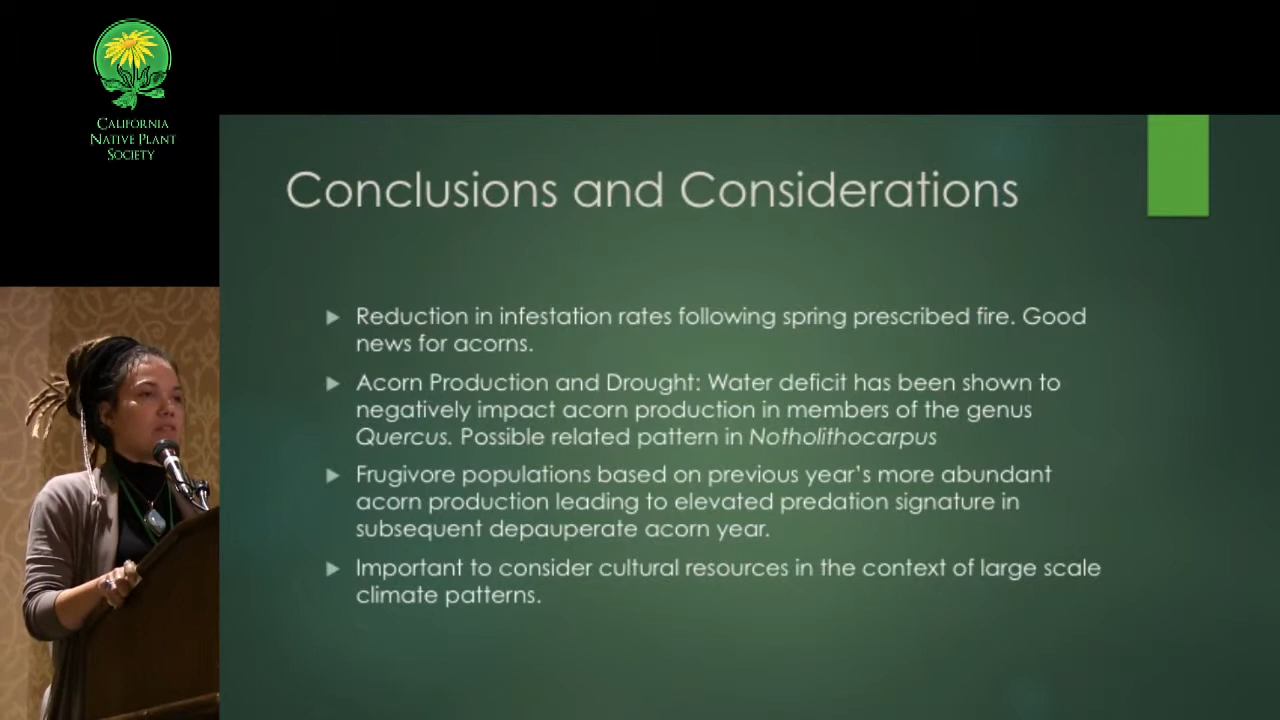 CALIFORNIA
NATIVE PLANT
SOCIETY
Conclusions and Considerations
Reduction in infestation rates following spring prescribed fire. Good
news for acorns.
Acorn Production and Drought: Water deficit has been shown to
negatively impact acorn production in members of the genus
Quercus. Possible related pattern in Notholithocarpus
Frugivore populations based on previous year's more abundant
acorn production leading to elevated predation signature in
subsequent depauperate acorn year.
Important to consider cultural resources in the context of large scale
climate patterns.